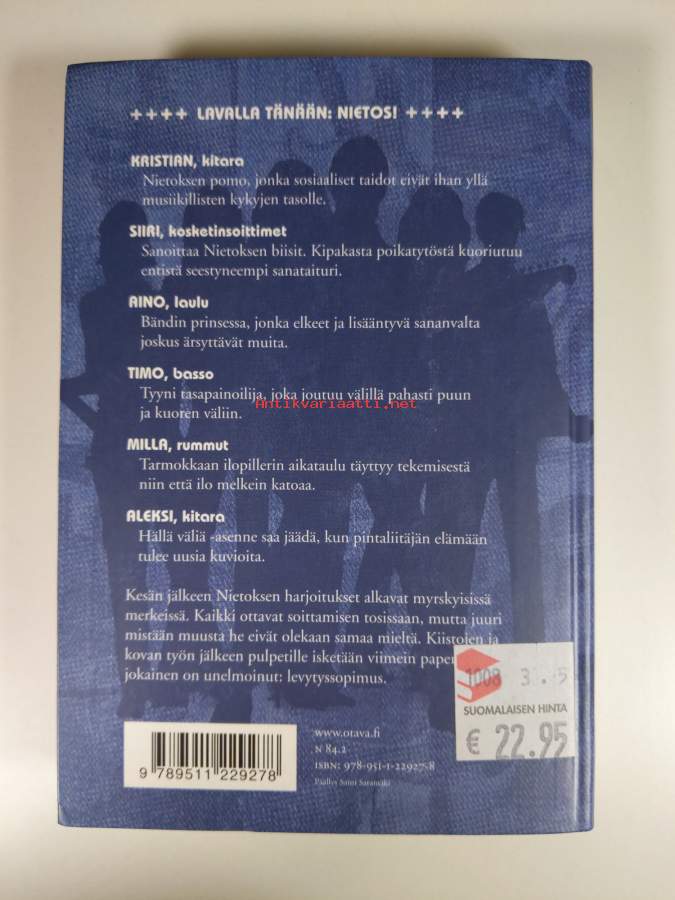 ++++ LAVALLA TÄNÄÄN: NIETOS! ++++
KRISTIAN, kitara
Nietoksen pomo, jonka sosiaaliset taidot eivät ihan yllä
musiikillisten kykyjen tasolle.
SIIRI, kosketinsoittimet
Sanoittaa Nietoksen biisit. Kipakasta poikatytöstä kuoriutuu
entistä seestyneempi sanataituri.
AINO, laulu
Bändin prinsessa, jonka elkeet ja lisääntyvä sananvalta
joskus ärsyttävät muita.
TIMO, basso
Tyyni tasapainoilija, joka joutuu välillä pahasti puun
ja kuoren väliin.
Antikvariaatti.net
MILLA, rummut
Tarmokkaan ilopillerin aikataulu täyttyy tekemisestä
niin että ilo melkein katoaa.
ALEKSI, kitara
Hällä väliä -asenne saa jäädä, kun pintaliitäjän elämään
tulee uusia kuvioita.
Kesän jälkeen Nietoksen harjoitukset alkavat myrskyisissä
merkeissä. Kaikki ottavat soittamisen tosissaan, mutta juuri
mistään muusta he eivät olekaan samaa mieltä. Kiistojen ja
kovan työn jälkeen pulpetille isketään viimein paper
jokainen on unelmoinut: levytyssopimus.
1008
SUOMALAISEN HINTA
€ 22.95
www.otava.fi
N 84.2
ISBN: 978-951-1-22927-8
Päällys Saini Saramäki
9 789511 229278